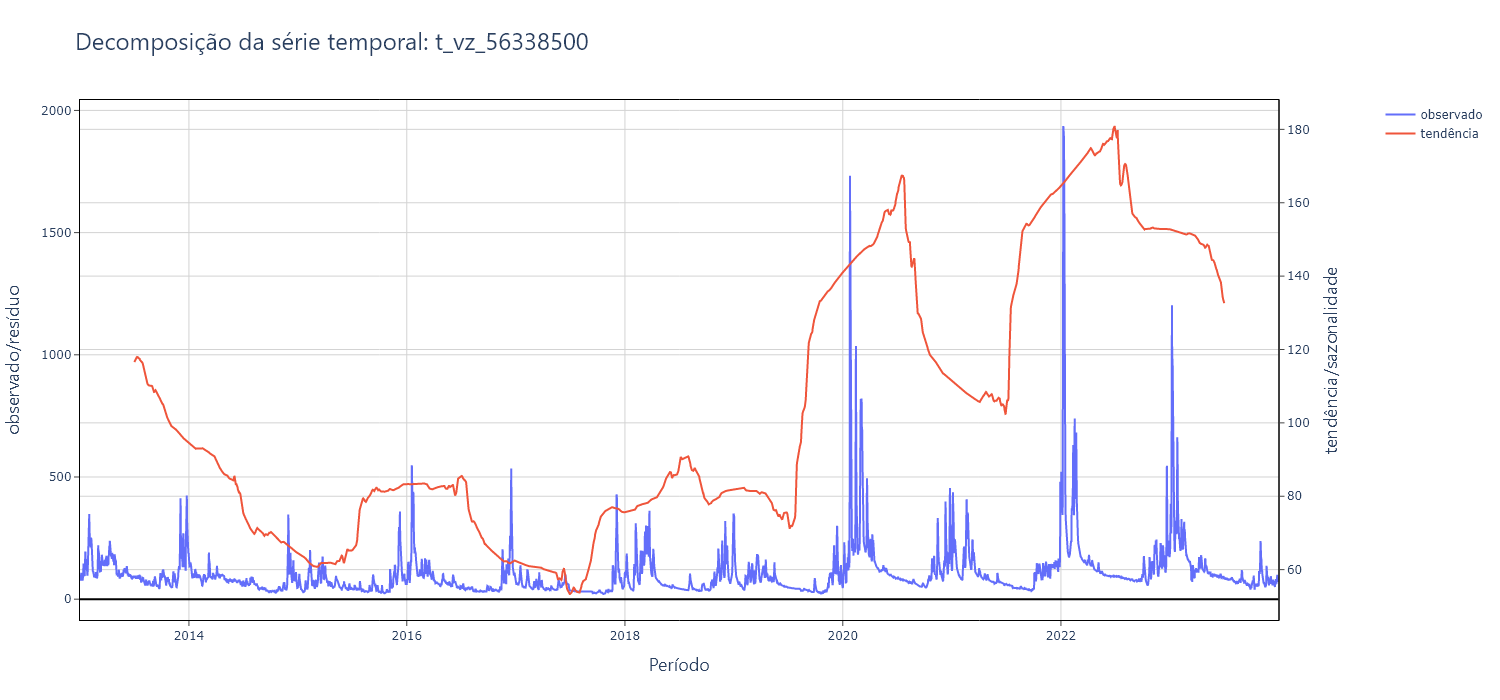 Decomposição da série temporal: t_vz_56338500
observado
tendência
2000
1500
1000
500
0
observado/resíduo
180
160
140
120
100
80
60
tendência/sazonalidade
2014
2016
2018
2020
2022
Período